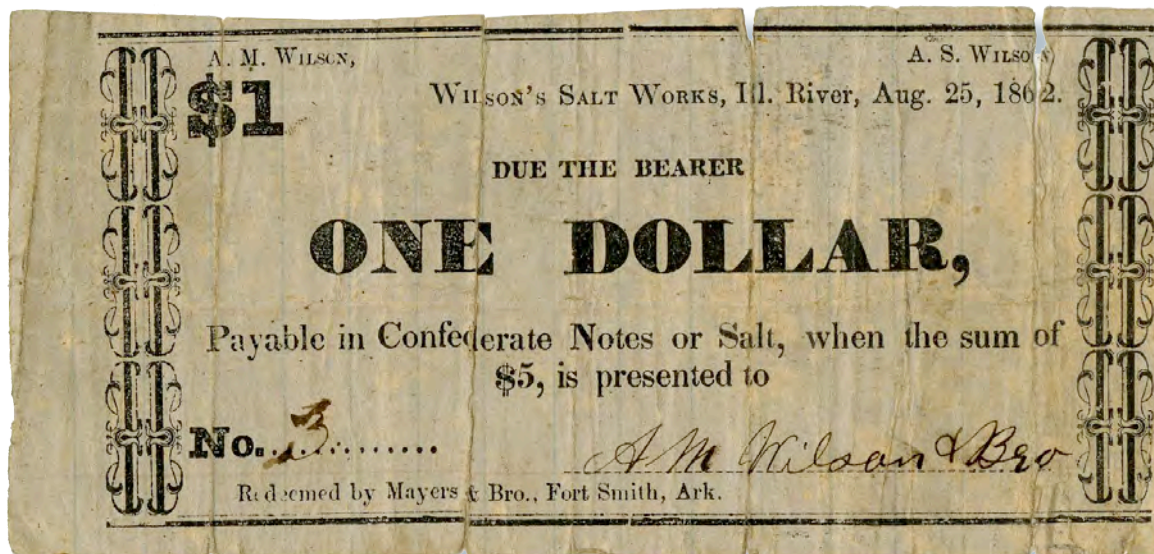 A. M. Wilson,
A. S. Wilson,
$1
Wilson's Salt Works, Ill. River, Aug. 25, 1862.
DUE THE BEARER
ONE DOLLAR,
Payable in Confederate Notes or Salt, when the sum of
$5, is presented to
No. 3
A M Wilson & Bro
Redeemed by Mayers & Bro., Fort Smith, Ark.